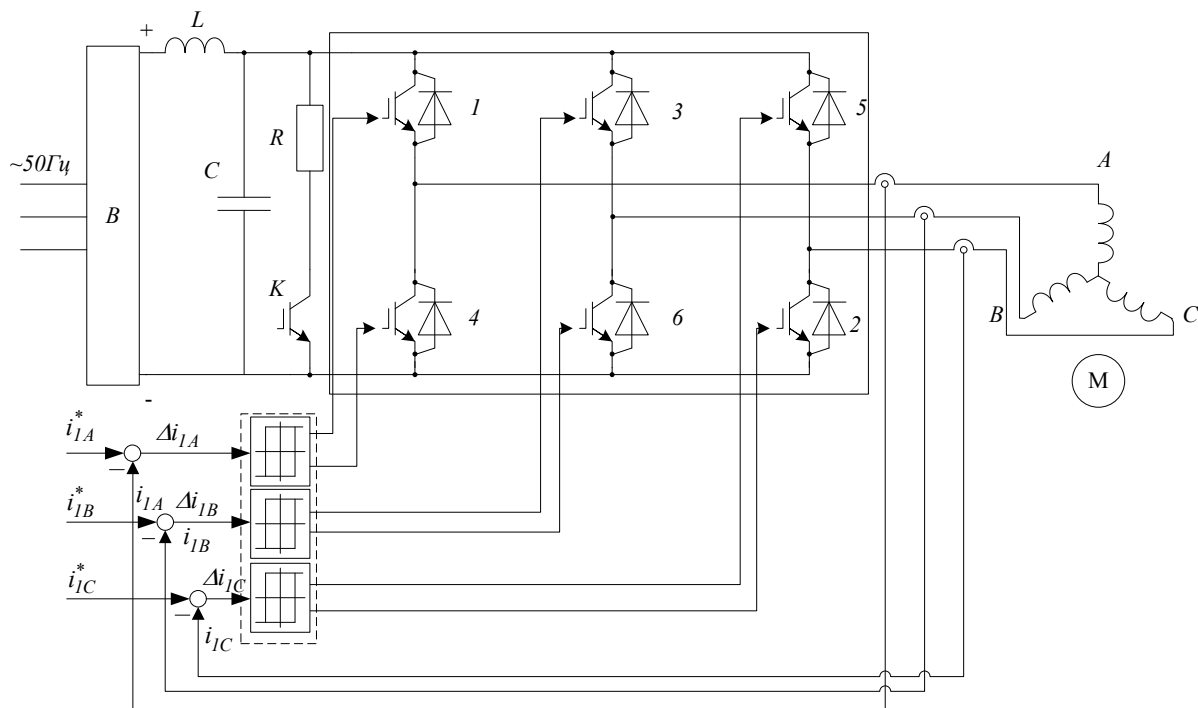 +
L
1
3
5
R
~50Гц
C
B
A
K
4
6
2
B
C
-
M
i*1A
Δi1A
−
i1A
i*1B
Δi1B
−
i1B
i*1C
Δi1C
−
i1C